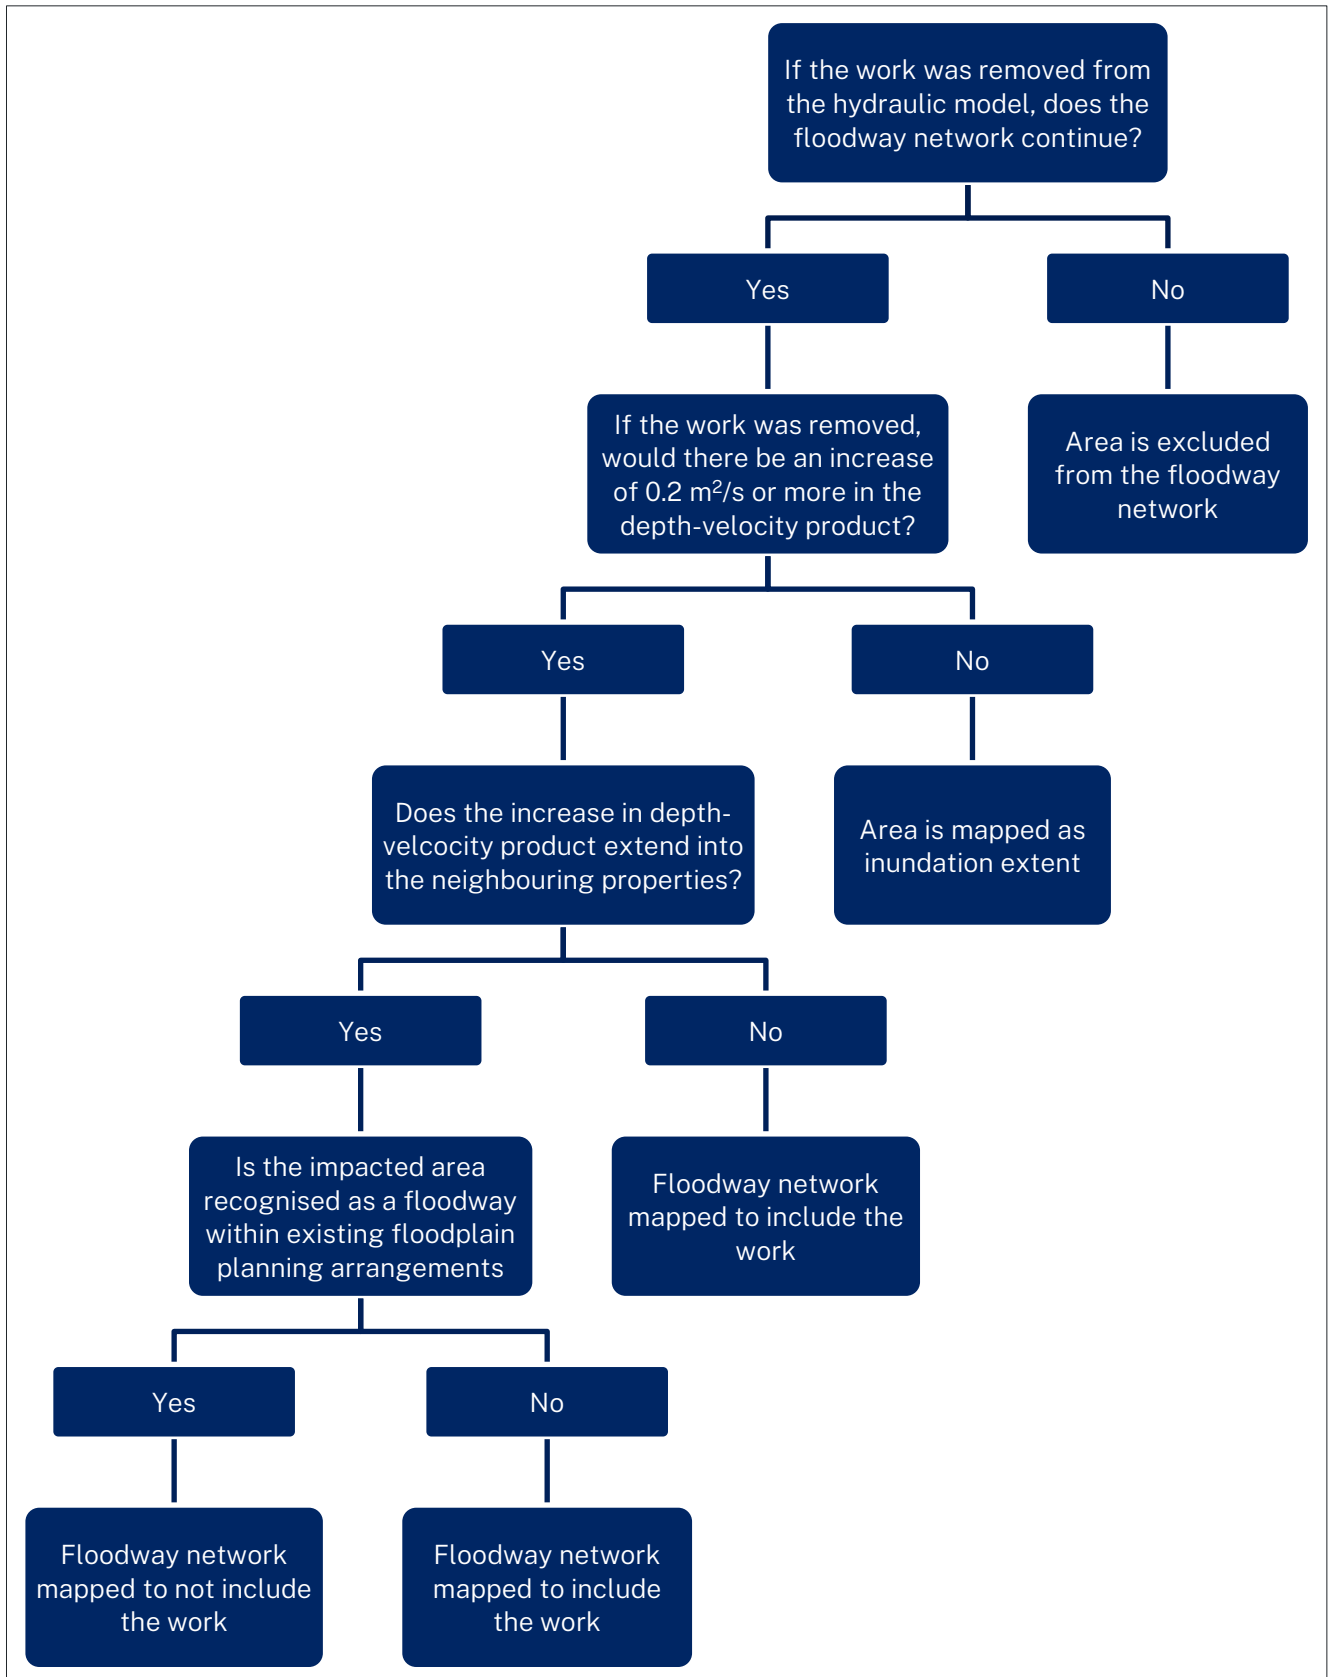 If the work was removed from
the hydraulic model, does the
floodway network continue?
Yes
No
If the work was removed,
would there be an increase
of 0.2 m²/s or more in the
depth-velocity product?
Area is excluded
from the floodway
network
Yes
No
Does the increase in depth-
velcocity product extend into
the neighbouring properties?
Area is mapped as
inundation extent
Yes
No
Is the impacted area
recognised as a floodway
within existing floodplain
planning arrangements
Floodway network
mapped to include the
work
Yes
No
Floodway network
mapped to not include
the work
Floodway network
mapped to include
the work